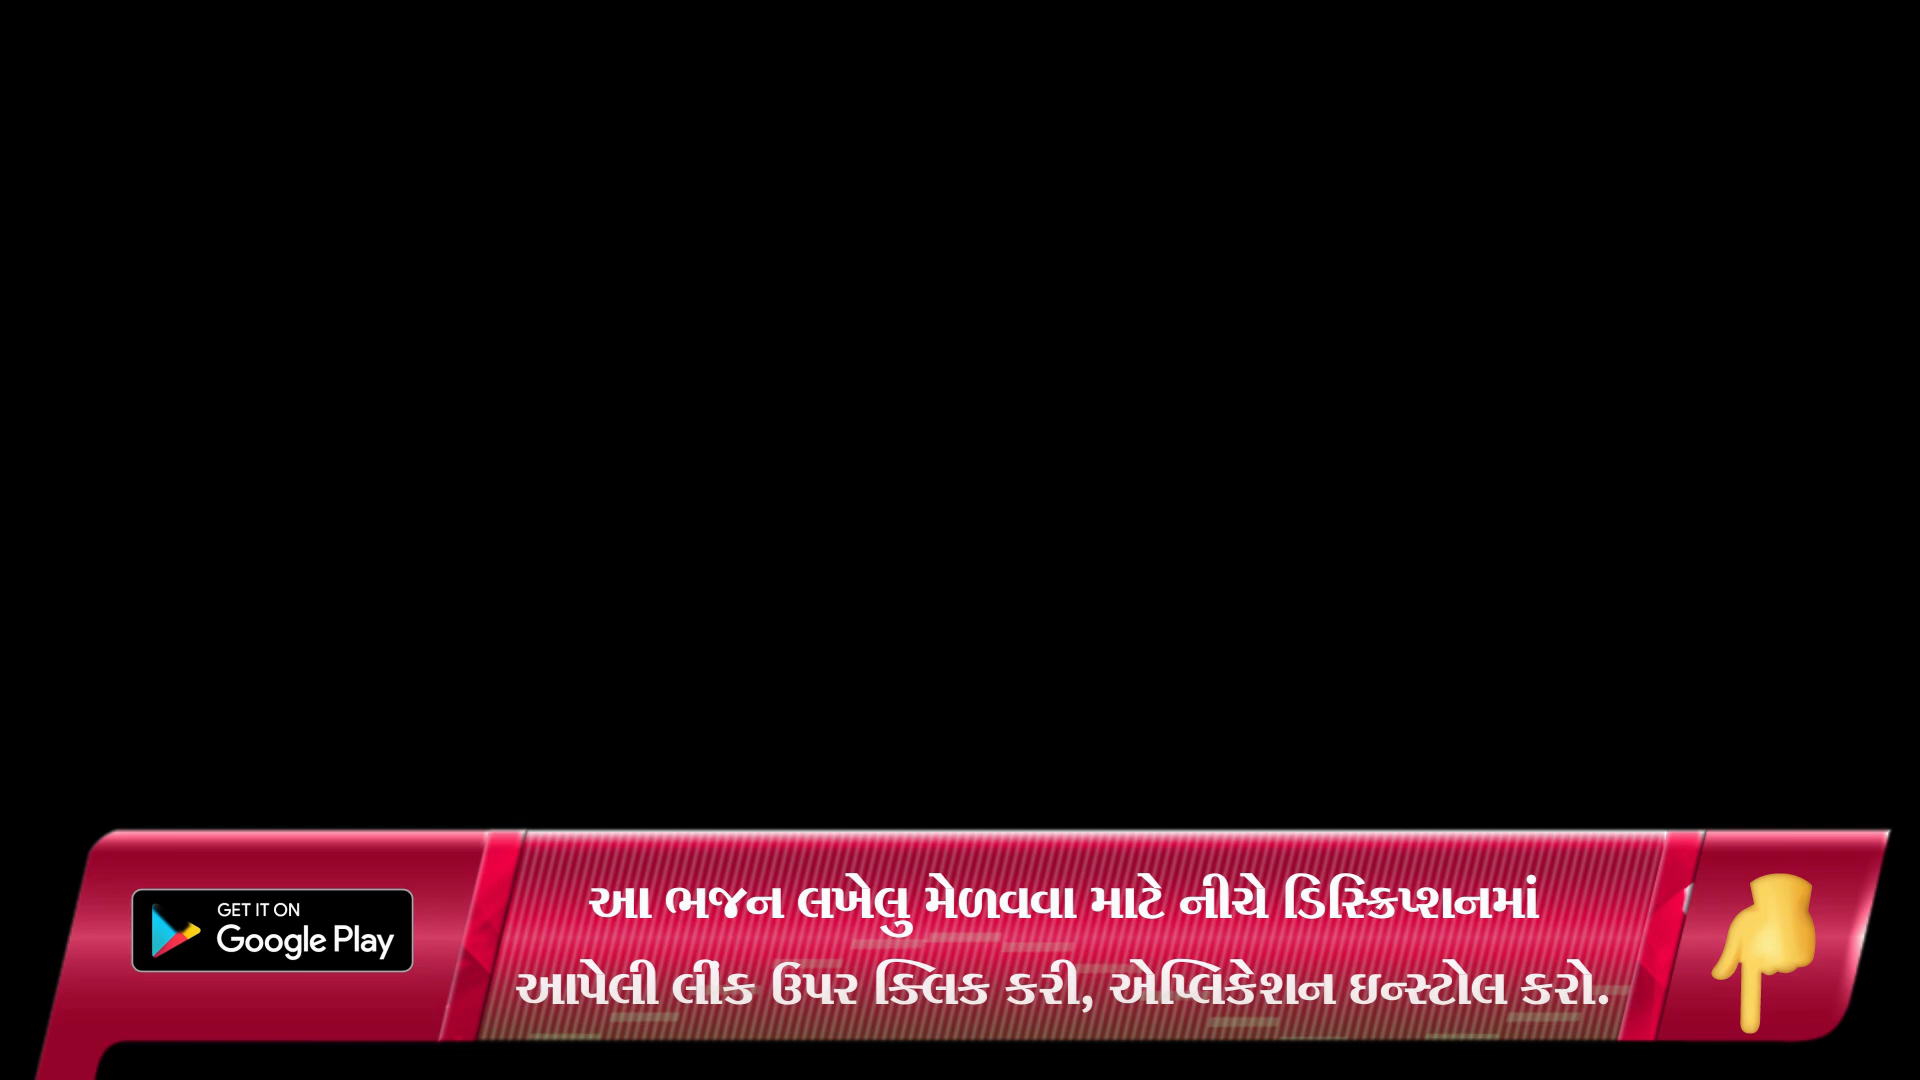 GET IT ON
Google Play
આ ભજન લખેલુ મેળવવા માટે નીચે ડિસ્ક્રિપ્શનમાં
આપેલી લીંક ઉપર ક્લિક કરી, એપ્લિકેશન ઇન્સ્ટોલ કરો.